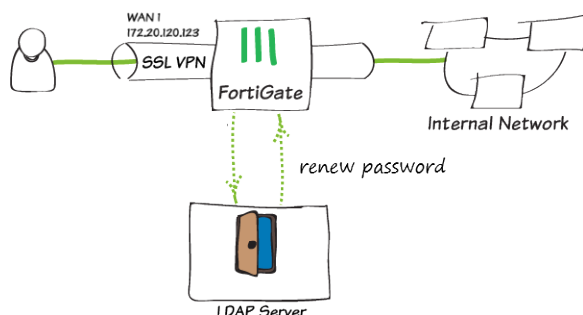 WAN 1
172.20.120.123
SSL VPN
FortiGate
Internal Network
renew password
LDAP Server